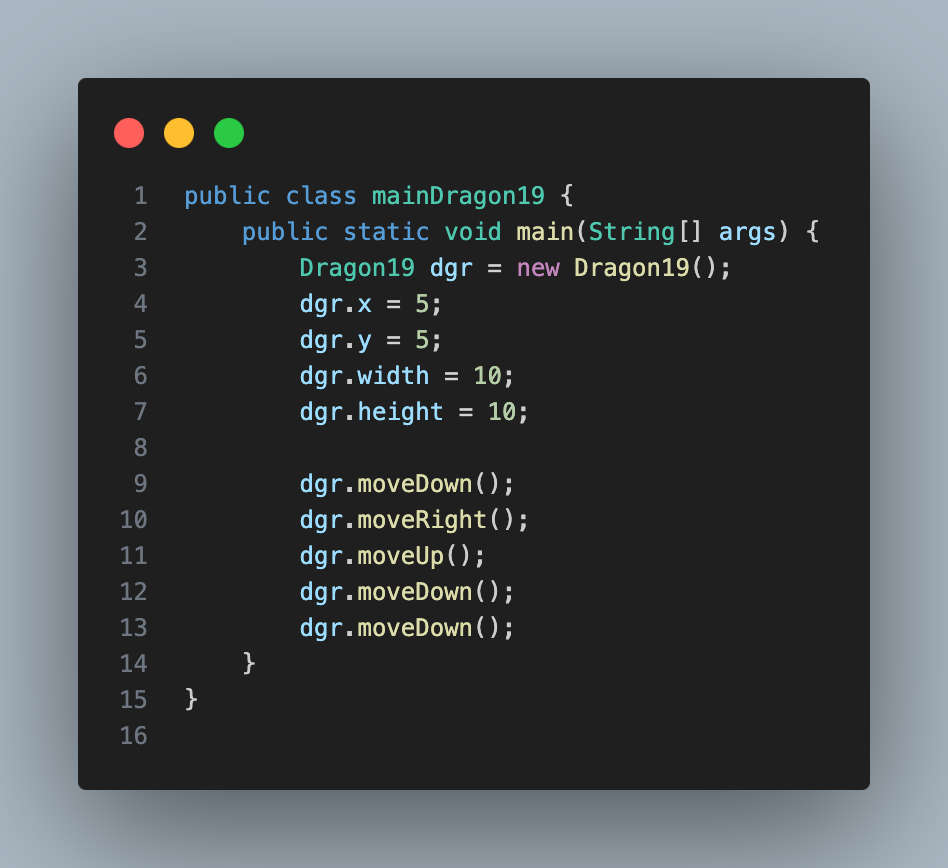 1 public class mainDragon19 {
2     public static void main(String[] args) {
3         Dragon19 dgr = new Dragon19();
4         dgr.x = 5;
5         dgr.y = 5;
6         dgr.width = 10;
7         dgr.height = 10;
8
9         dgr.moveDown();
10         dgr.moveRight();
11         dgr.moveUp();
12         dgr.moveDown();
13         dgr.moveDown();
14     }
15 }
16